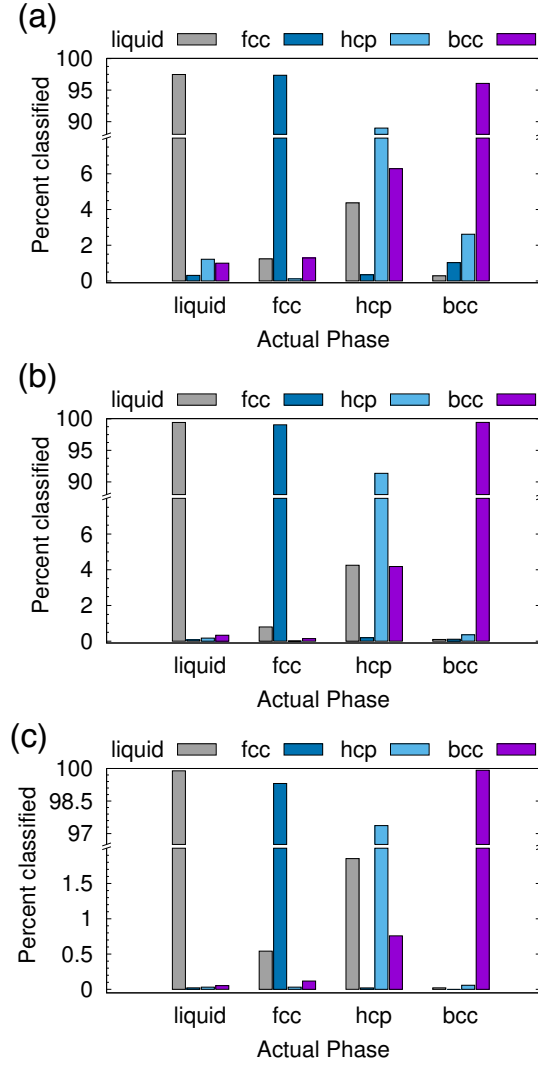 (a)
liquid fcc hcp bcc
100
95
90
6
4
2
0
Percent classified
liquid fcc hcp bcc
Actual Phase
(b)
liquid fcc hcp bcc
100
95
90
6
4
2
0
Percent classified
liquid fcc hcp bcc
Actual Phase
(c)
liquid fcc hcp bcc
100
98.5
97
1.5
1
0.5
0
Percent classified
liquid fcc hcp bcc
Actual Phase